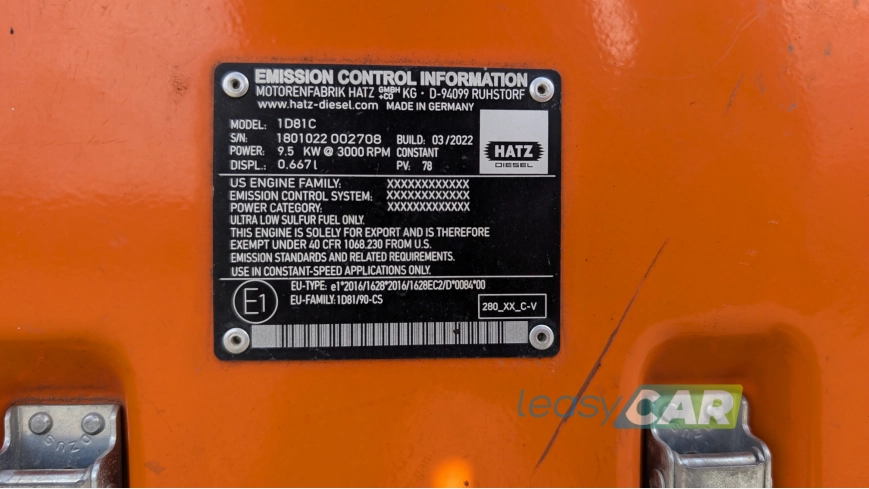 EMISSION CONTROL INFORMATION
MOTORENFABRIK HATZ GMBH +CO KG · D-94099 RUHSTORF
www.hatz-diesel.com MADE IN GERMANY
MODEL: 1D81C
S/N: 1801022 002708 BUILD: 03/2022
POWER: 9.5 KW @ 3000 RPM CONSTANT
DISPL.: 0.667 l PV: 78
HATZ
DIESEL
US ENGINE FAMILY: XXXXXXXXXXXX
EMISSION CONTROL SYSTEM: XXXXXXXXXXXX
POWER CATEGORY: XXXXXXXXXXXX
ULTRA LOW SULFUR FUEL ONLY.
THIS ENGINE IS SOLELY FOR EXPORT AND IS THEREFORE
EXEMPT UNDER 40 CFR 1068.230 FROM U.S.
EMISSION STANDARDS AND RELATED REQUIREMENTS.
USE IN CONSTANT-SPEED APPLICATIONS ONLY.
E1
EU-TYPE: e1*2016/1628*2016/1628EC2/D*0084*00
EU-FAMILY: 1D81/90-CS
280_XX_C-V
leasyCAR